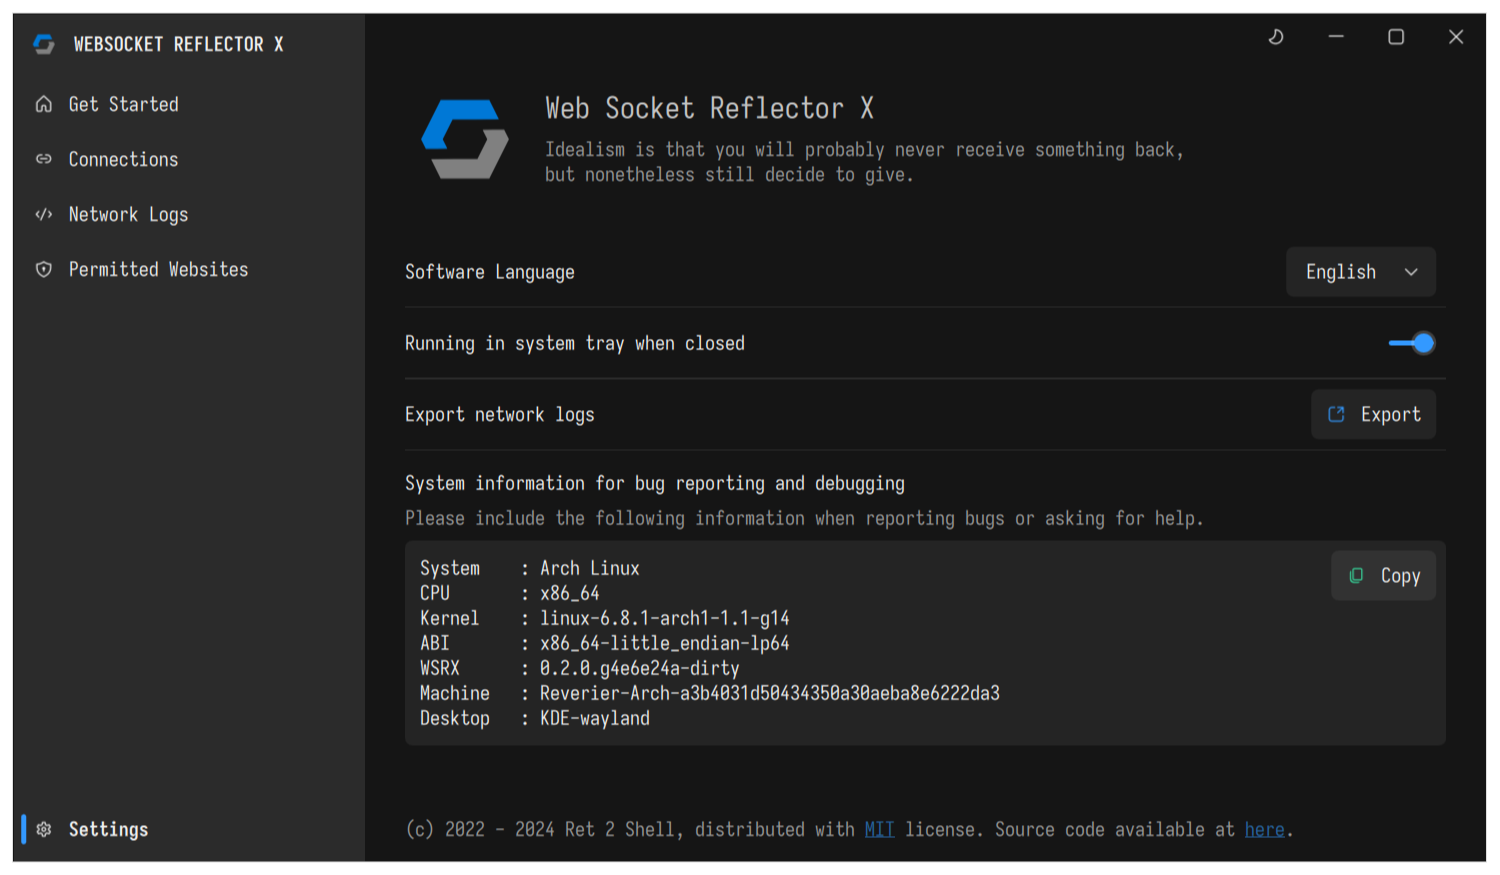 WEBSOCKET REFLECTOR X
Get Started
Connections
Network Logs
Permitted Websites
Settings
Web Socket Reflector X
Idealism is that you will probably never receive something back,
but nonetheless still decide to give.
Software Language
English
Running in system tray when closed
Export network logs
Export
System information for bug reporting and debugging
Please include the following information when reporting bugs or asking for help.
Copy
System : Arch Linux
CPU : x86_64
Kernel : linux-6.8.1-arch1-1.1-g14
ABI : x86_64-little_endian-lp64
WSRX : 0.2.0.g4e6e24a-dirty
Machine : Reverier-Arch-a3b4031d50434350a30aeba8e6222da3
Desktop : KDE-wayland
(c) 2022 - 2024 Ret 2 Shell, distributed with MIT license. Source code available at here.